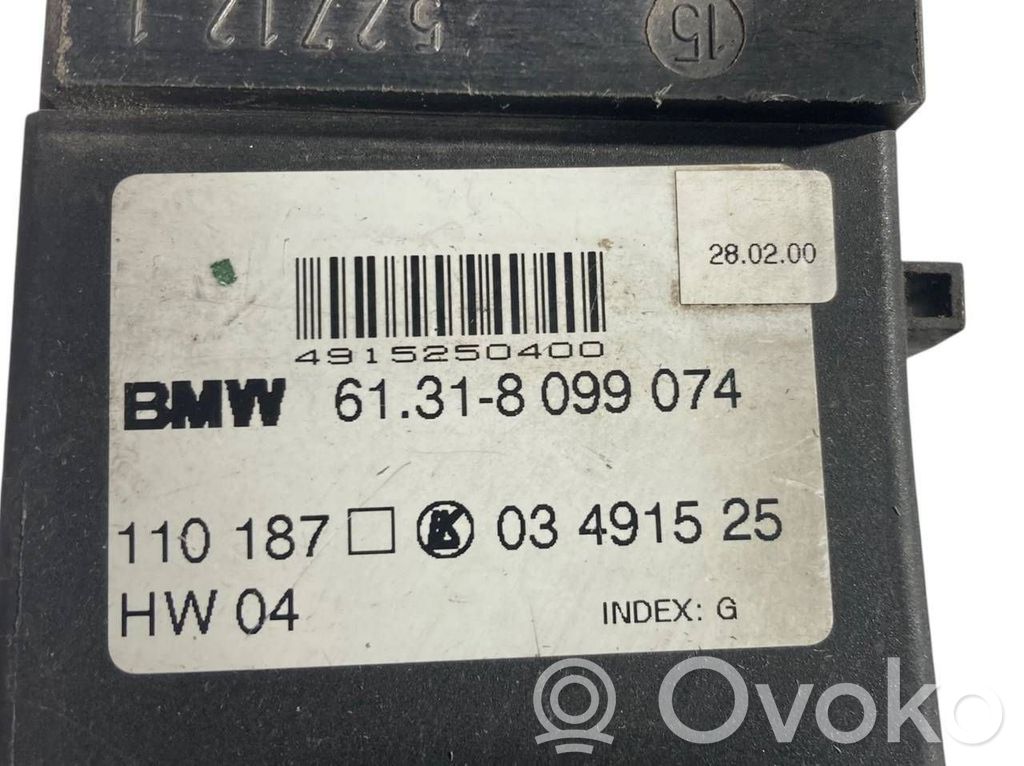 52712 1
15
28.02.00
4915250400
BMW 61.31-8 099 074
110 187 03 4915 25
HW 04
INDEX: G
Ovoko